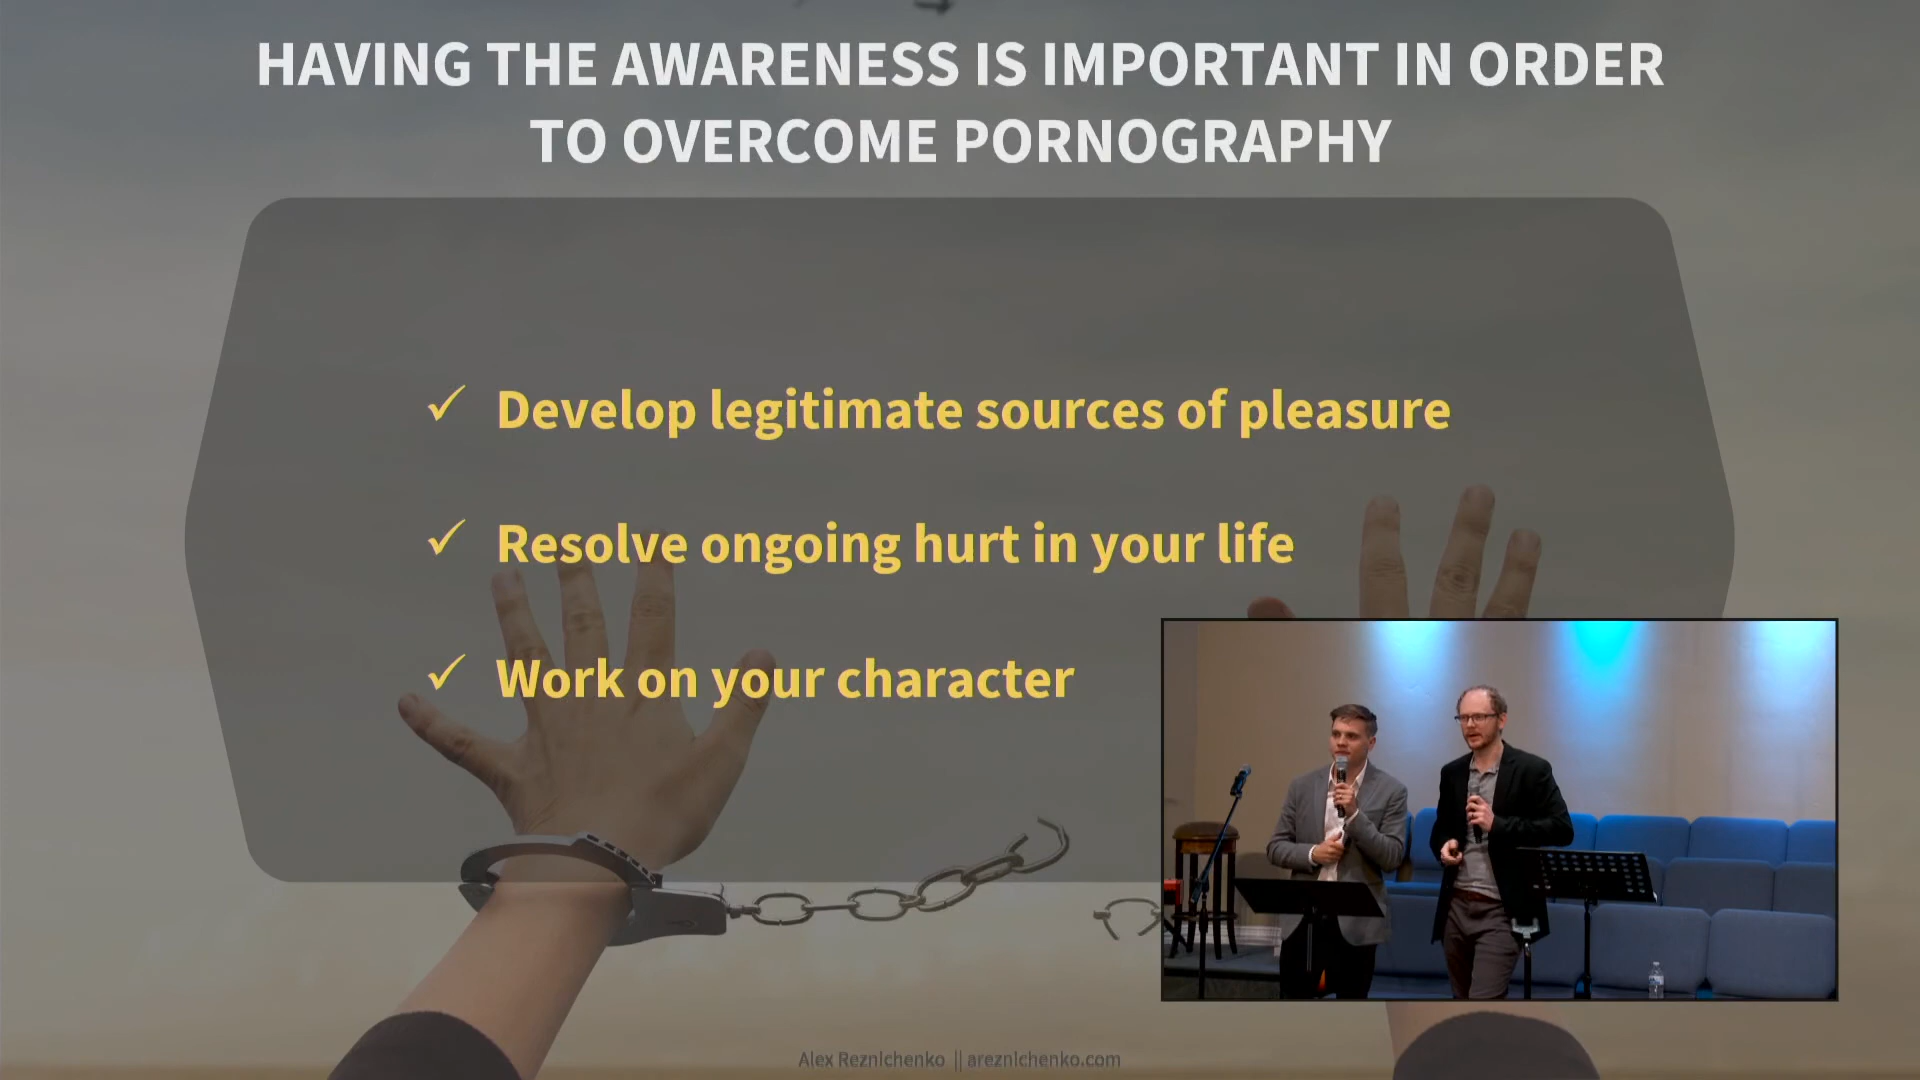 HAVING THE AWARENESS IS IMPORTANT IN ORDER
TO OVERCOME PORNOGRAPHY
✓ Develop legitimate sources of pleasure
✓ Resolve ongoing hurt in your life
✓ Work on your character
Alex Reznichenko || areznichenko.com